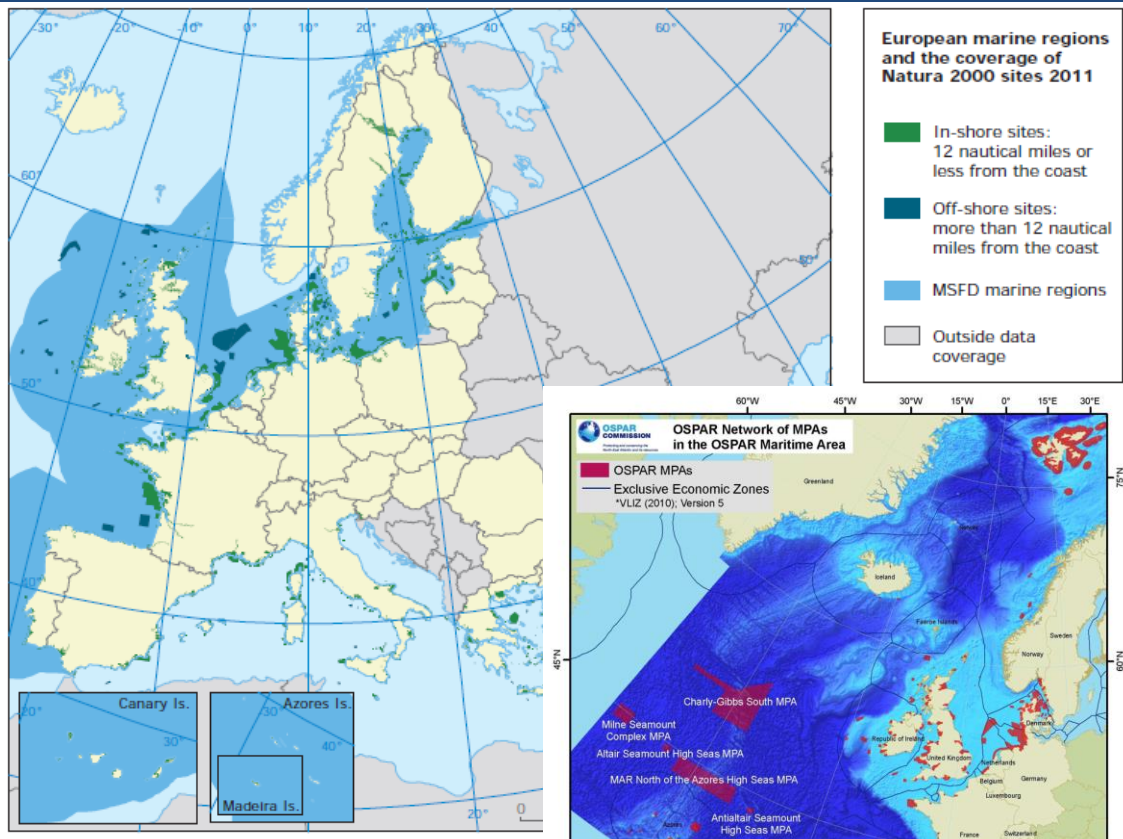 -30°
-20°
-10°
0°
10°
20°
30°
40°
50°
60°
70°
60°
50°
50°
40°
0°
10°
20°
30°
Canary Is.
-20°
30°
Azores Is.
-30
40°
Madeira Is.
0
European marine regions
and the coverage of
Natura 2000 sites 2011
In-shore sites:
12 nautical miles or
less from the coast
Off-shore sites:
more than 12 nautical
miles from the coast
MSFD marine regions
Outside data
coverage
60°W
45°W
30°W
15°W
0°
15°E
30°E
OSPAR
COMMISSION
OSPAR Network of MPAs
in the OSPAR Maritime Area
OSPAR MPAs
Exclusive Economic Zones
*VLIZ (2010); Version 5
Greenland
75°N
Iceland
Faeroe Islands
Norway
Sweden
45°N
60°N
Charly-Gibbs South MPA
Milne Seamount
Complex MPA
Altair Seamount High Seas MPA
MAR North of the Azores High Seas MPA
Antialtair Seamount
High Seas MPA
Azores
Republic of Ireland
United Kingdom
Denmark
Netherlands
Belgium
Germany
Luxembourg
France
Switzerland